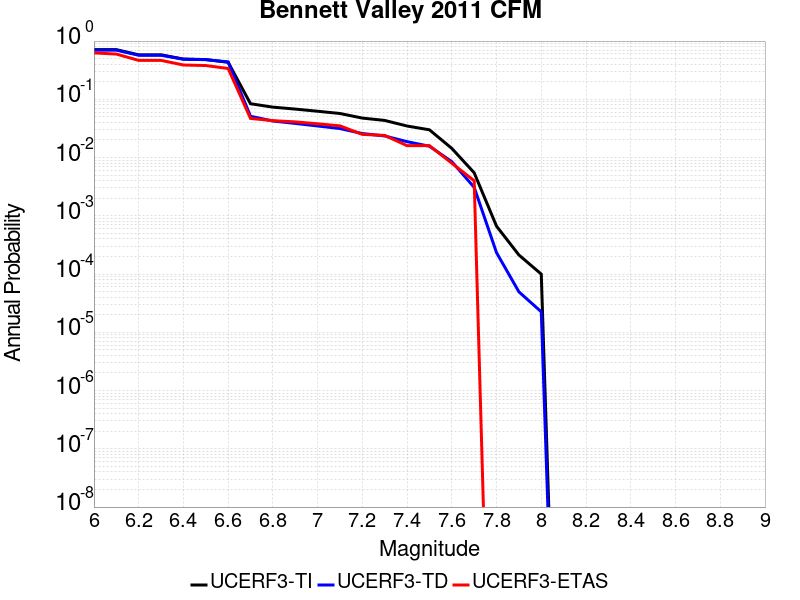 Bennett Valley 2011 CFM
Annual Probability
10^0
10^-1
10^-2
10^-3
10^-4
10^-5
10^-6
10^-7
10^-8
6 6.2 6.4 6.6 6.8 7 7.2 7.4 7.6 7.8 8 8.2 8.4 8.6 8.8 9
Magnitude
UCERF3-TI UCERF3-TD UCERF3-ETAS